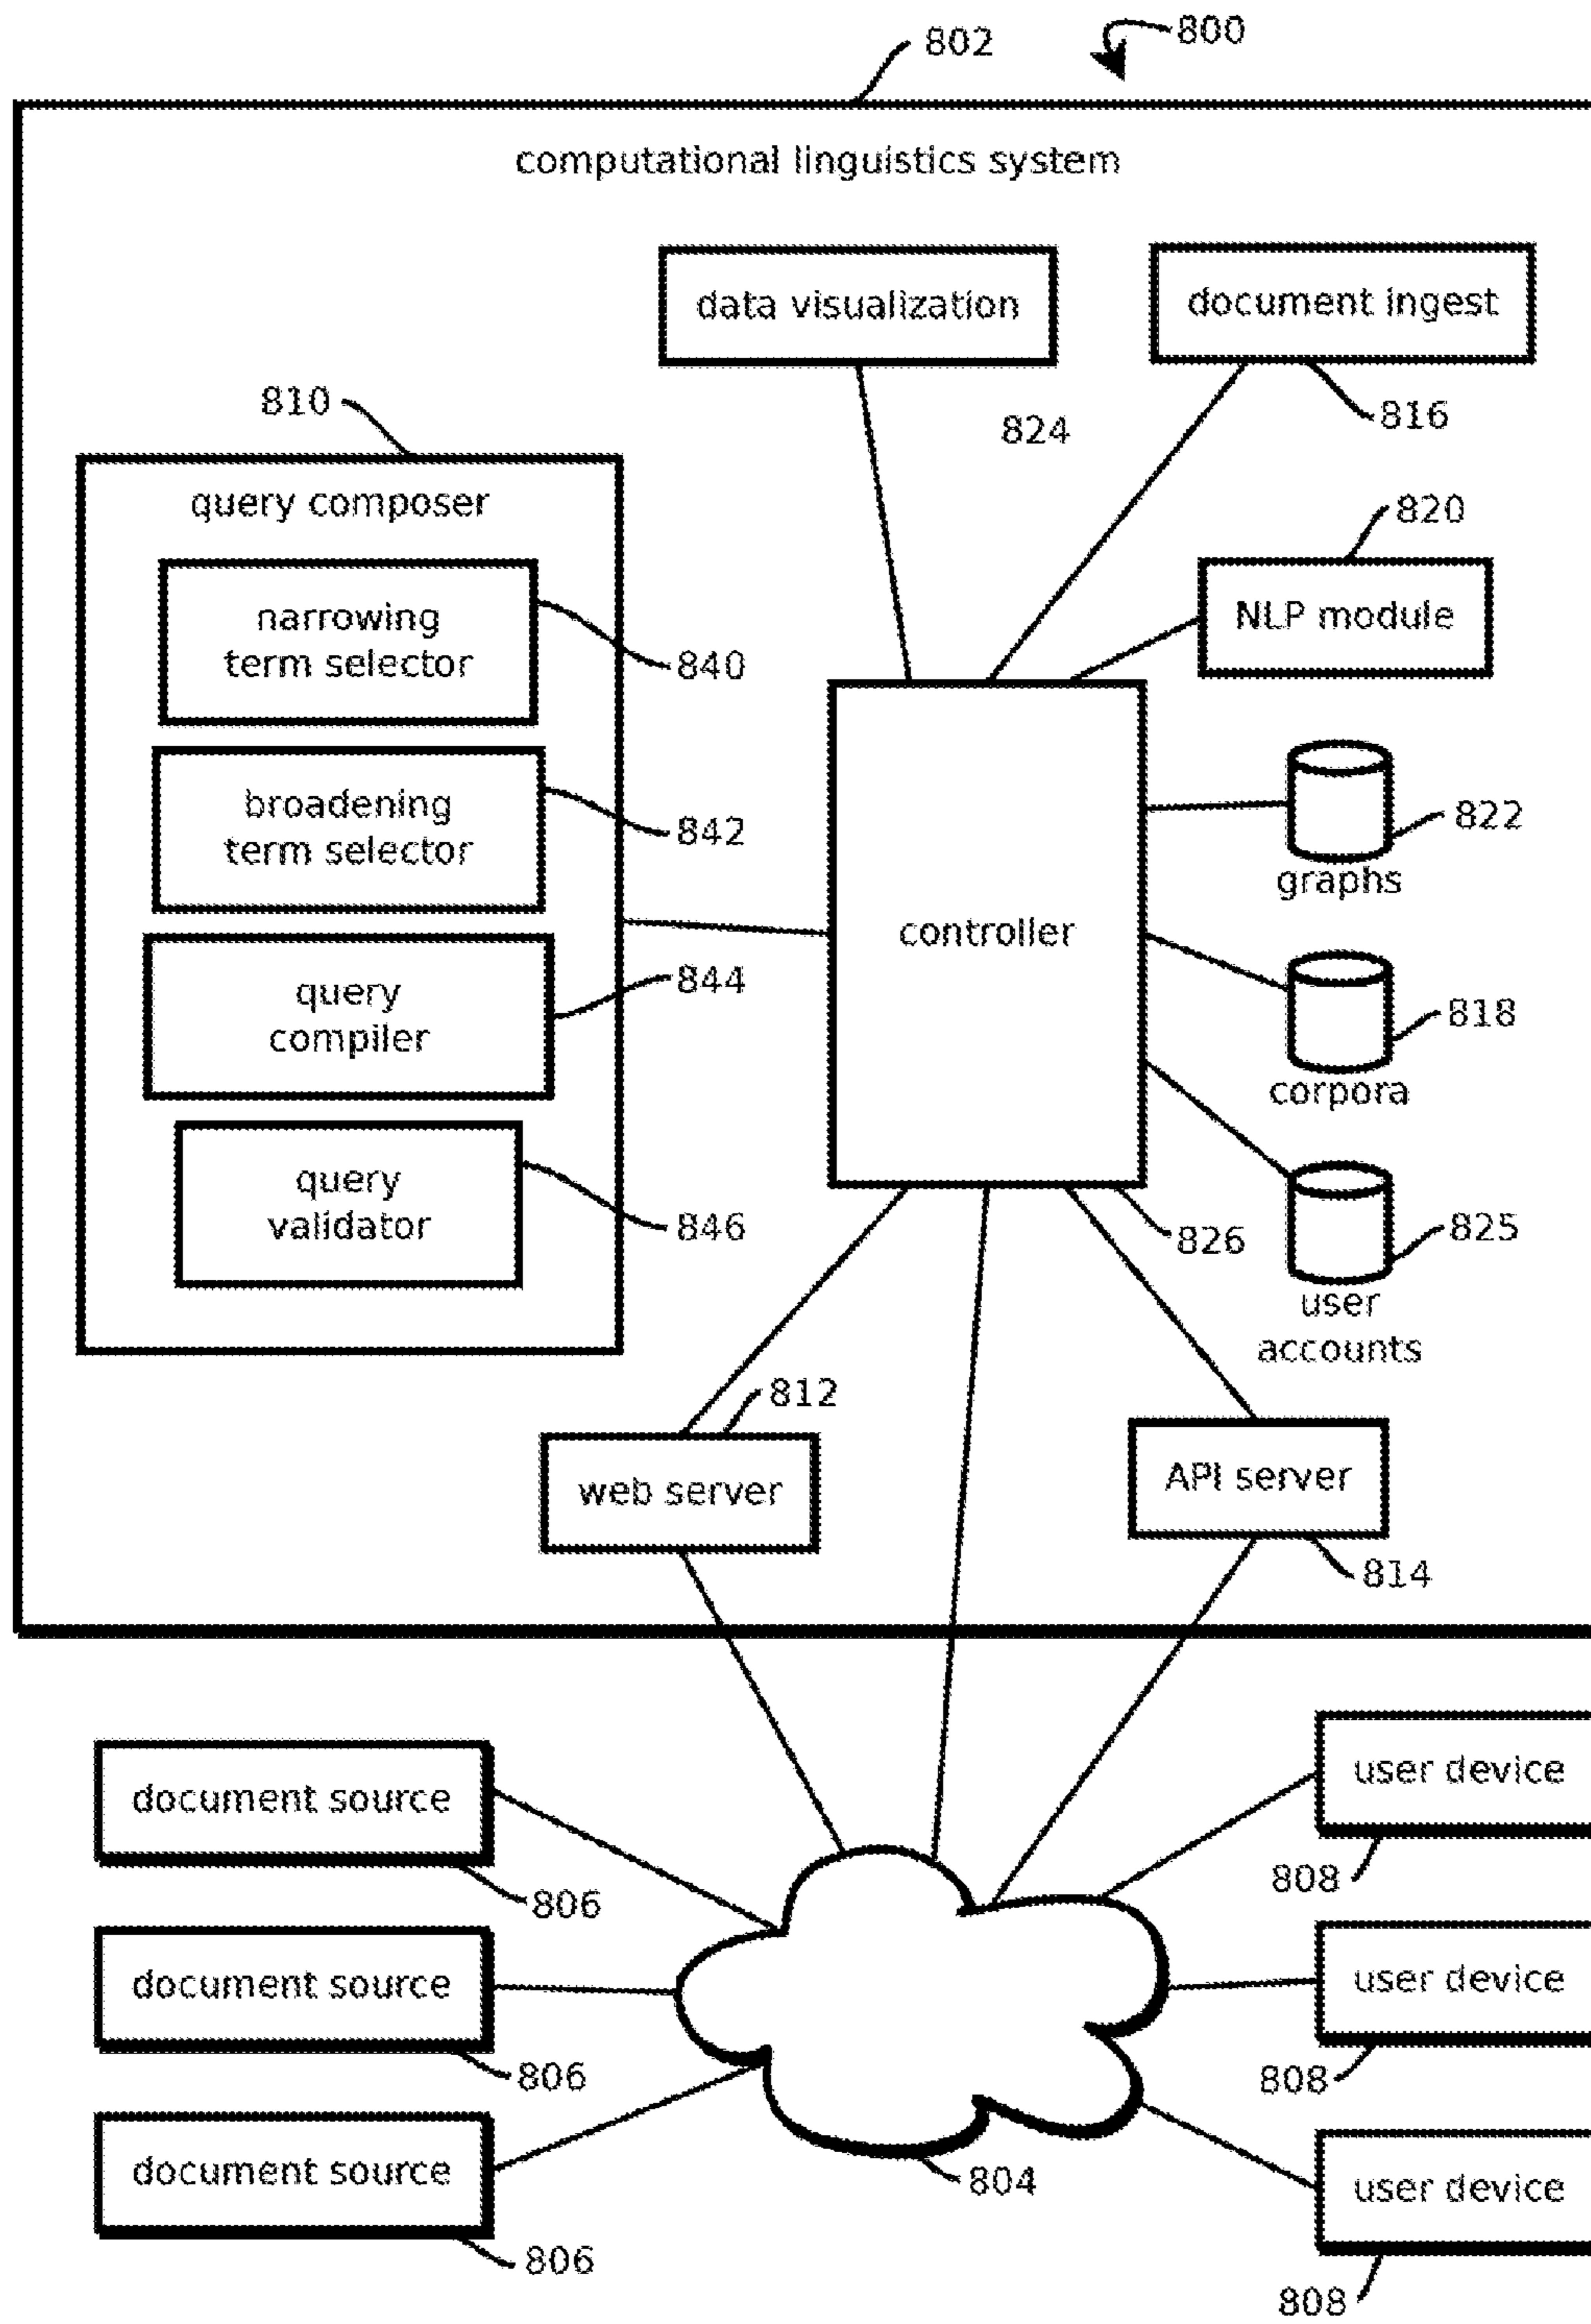 802
800
computational linguistics system
data visualization
document ingest
810
824
816
query composer
820
narrowing
term selector
NLP module
840
broadening
term selector
842
822
graphs
controller
query
compiler
844
818
corpora
query
validator
846
826
825
user
accounts
812
web server
API server
814
document source
user device
806
808
document source
user device
806
808
document source
804
user device
806
808